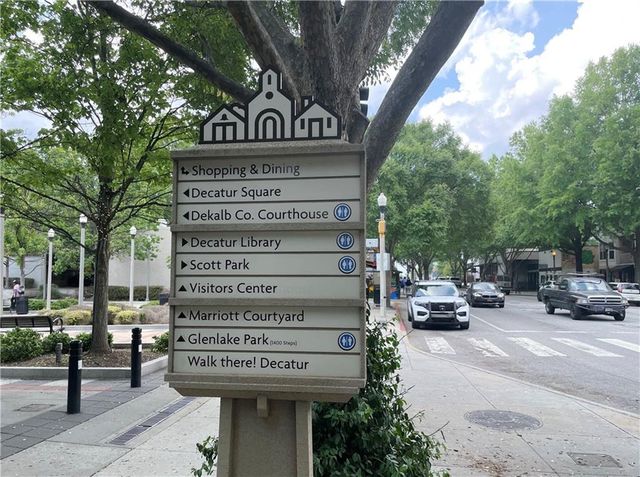 Shopping & Dining
Decatur Square
Dekalb Co. Courthouse
Decatur Library
Scott Park
Visitors Center
Marriott Courtyard
Glenlake Park (1400 Steps)
Walk there! Decatur